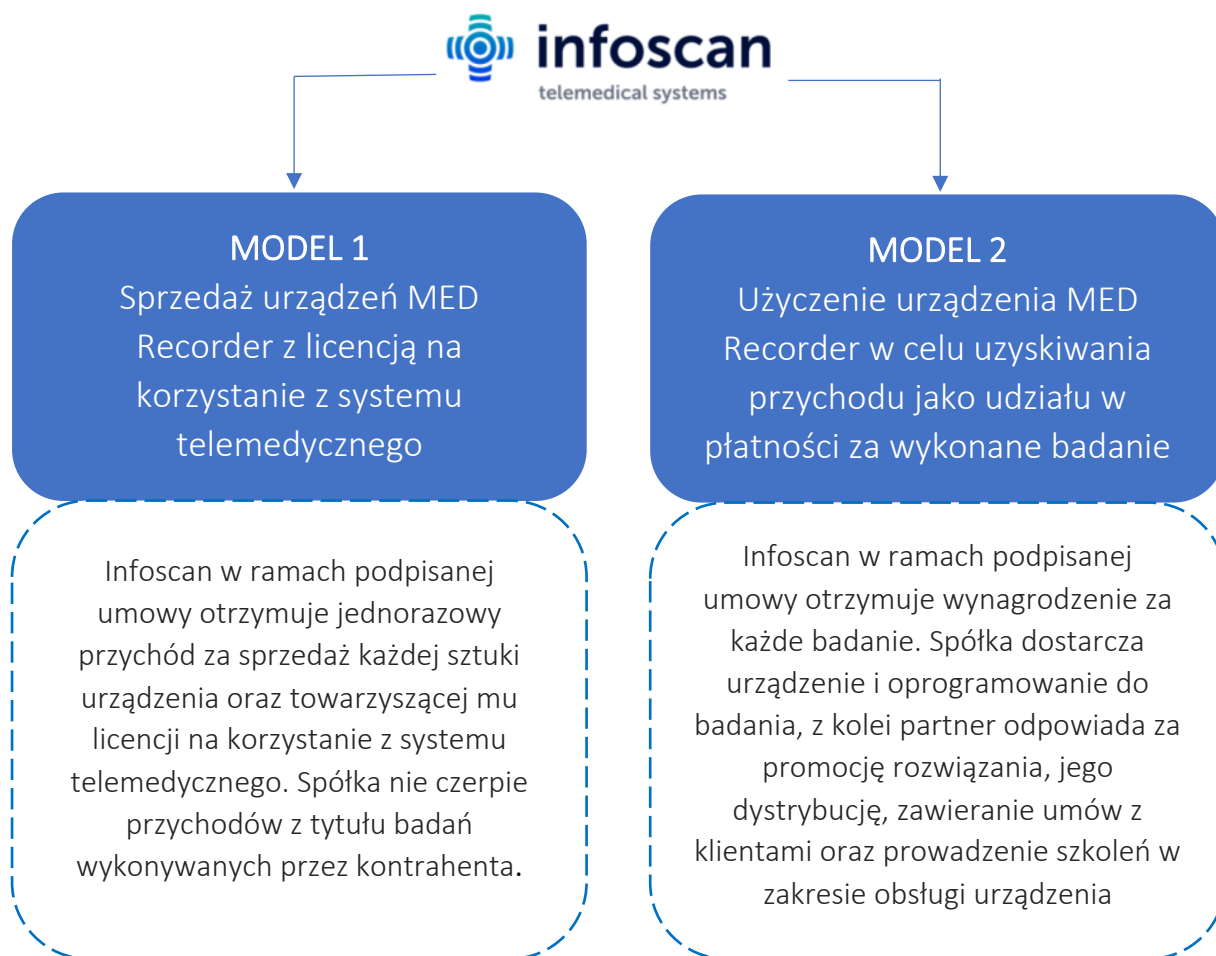 infoscan
telemedical systems
MODEL 1
Sprzedaż urządzeń MED
Recorder z licencją na
korzystanie z systemu
telemedycznego
Infoscan w ramach podpisanej
umowy otrzymuje jednorazowy
przychód za sprzedaż każdej sztuki
urządzenia oraz towarzyszącej mu
licencji na korzystanie z systemu
telemedycznego. Spółka nie czerpie
przychodów z tytułu badań
wykonywanych przez kontrahenta.
MODEL 2
Użyczenie urządzenia MED
Recorder w celu uzyskiwania
przychodu jako udziału w
płatności za wykonane badanie
Infoscan w ramach podpisanej
umowy otrzymuje wynagrodzenie za
każde badanie. Spółka dostarcza
urządzenie i oprogramowanie do
badania, z kolei partner odpowiada za
promocję rozwiązania, jego
dystrybucję, zawieranie umów z
klientami oraz prowadzenie szkoleń w
zakresie obsługi urządzenia